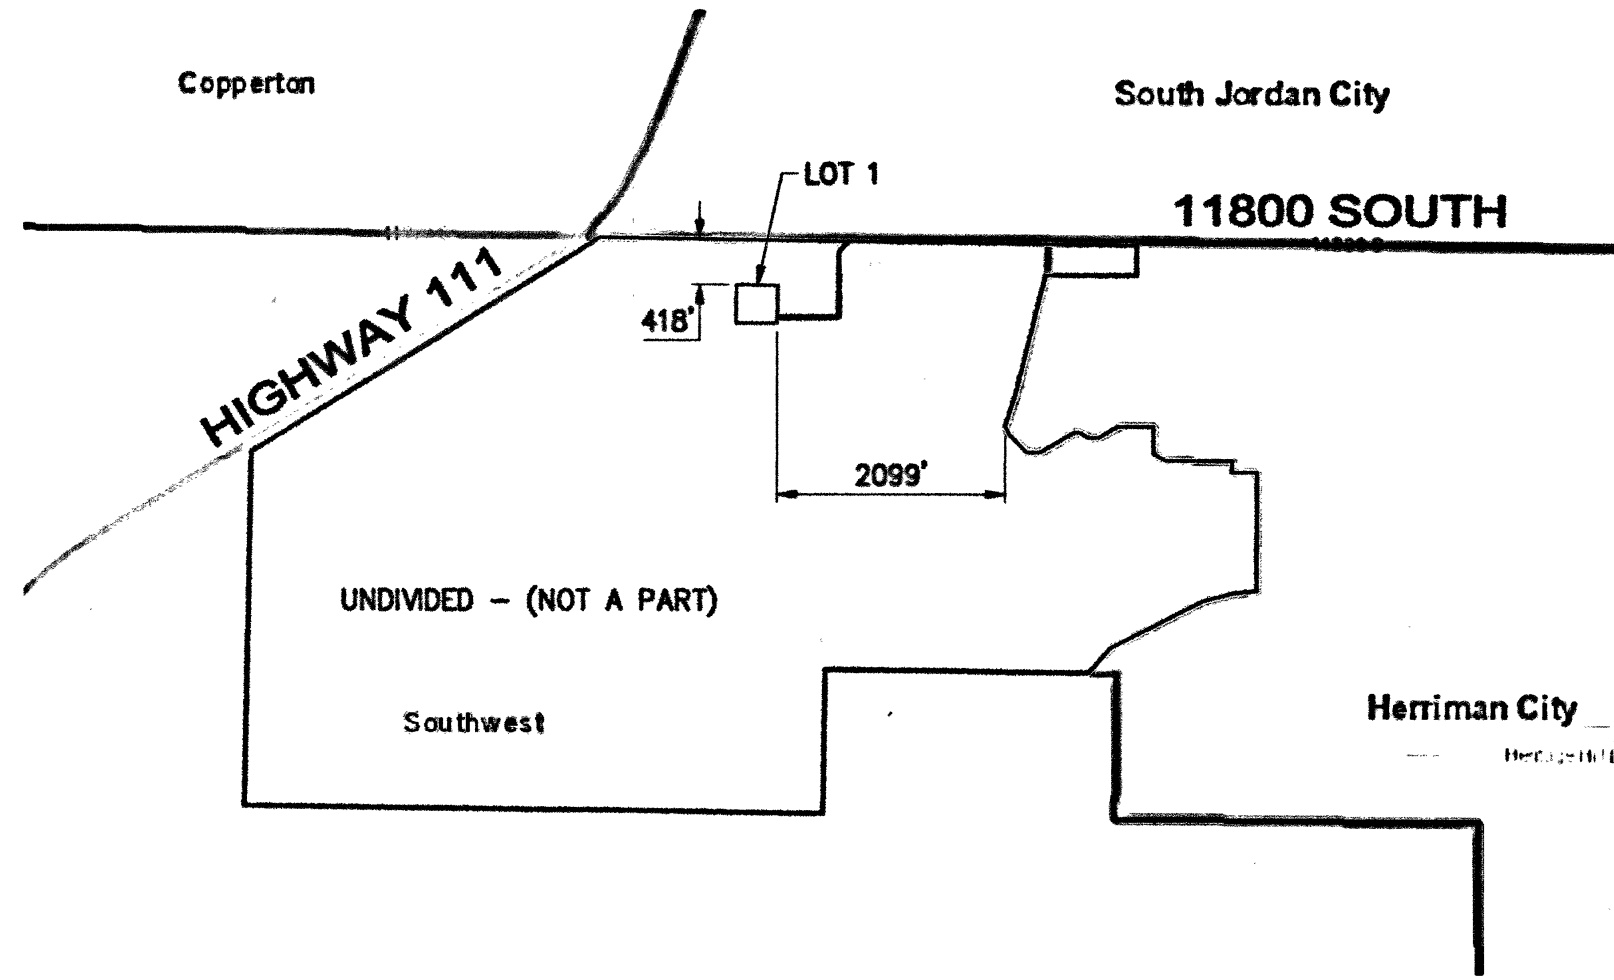 Copperton
South Jordan City
LOT 1
11800 SOUTH
HIGHWAY 111
418'
2099'
UNDIVIDED - (NOT A PART)
Southwest
Herriman City